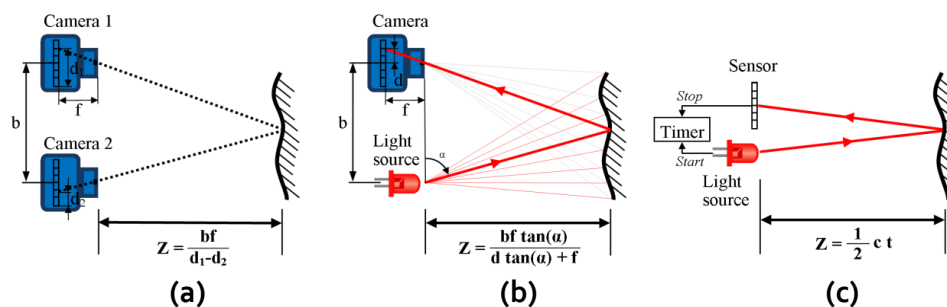 Camera 1
d₁
f
b
Camera 2
d₂
Z = bf / d₁-d₂
(a)
Camera
d
f
b
Light
source
α
Z = bf tan(α) / d tan(α) + f
(b)
Sensor
Stop
Timer
Start
Light
source
Z = 1/2 c t
(c)